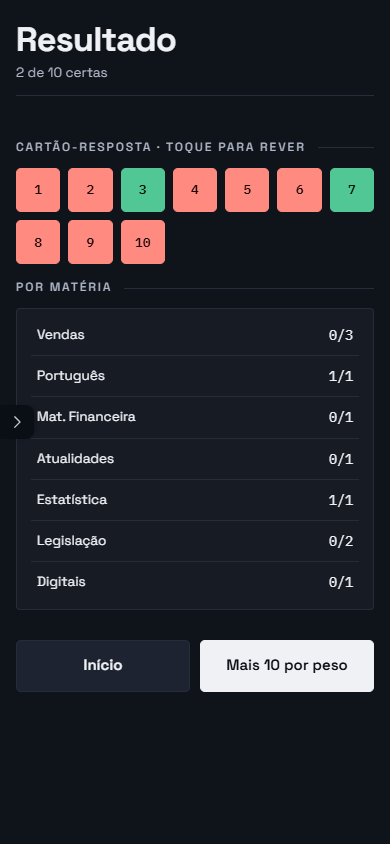 Resultado
2 de 10 certas
CARTÃO-RESPOSTA · TOQUE PARA REVER
1 2 3 4 5 6 7
8 9 10
POR MATÉRIA
Vendas 0/3
Português 1/1
Mat. Financeira 0/1
Atualidades 0/1
Estatística 1/1
Legislação 0/2
Digitais 0/1
Início Mais 10 por peso